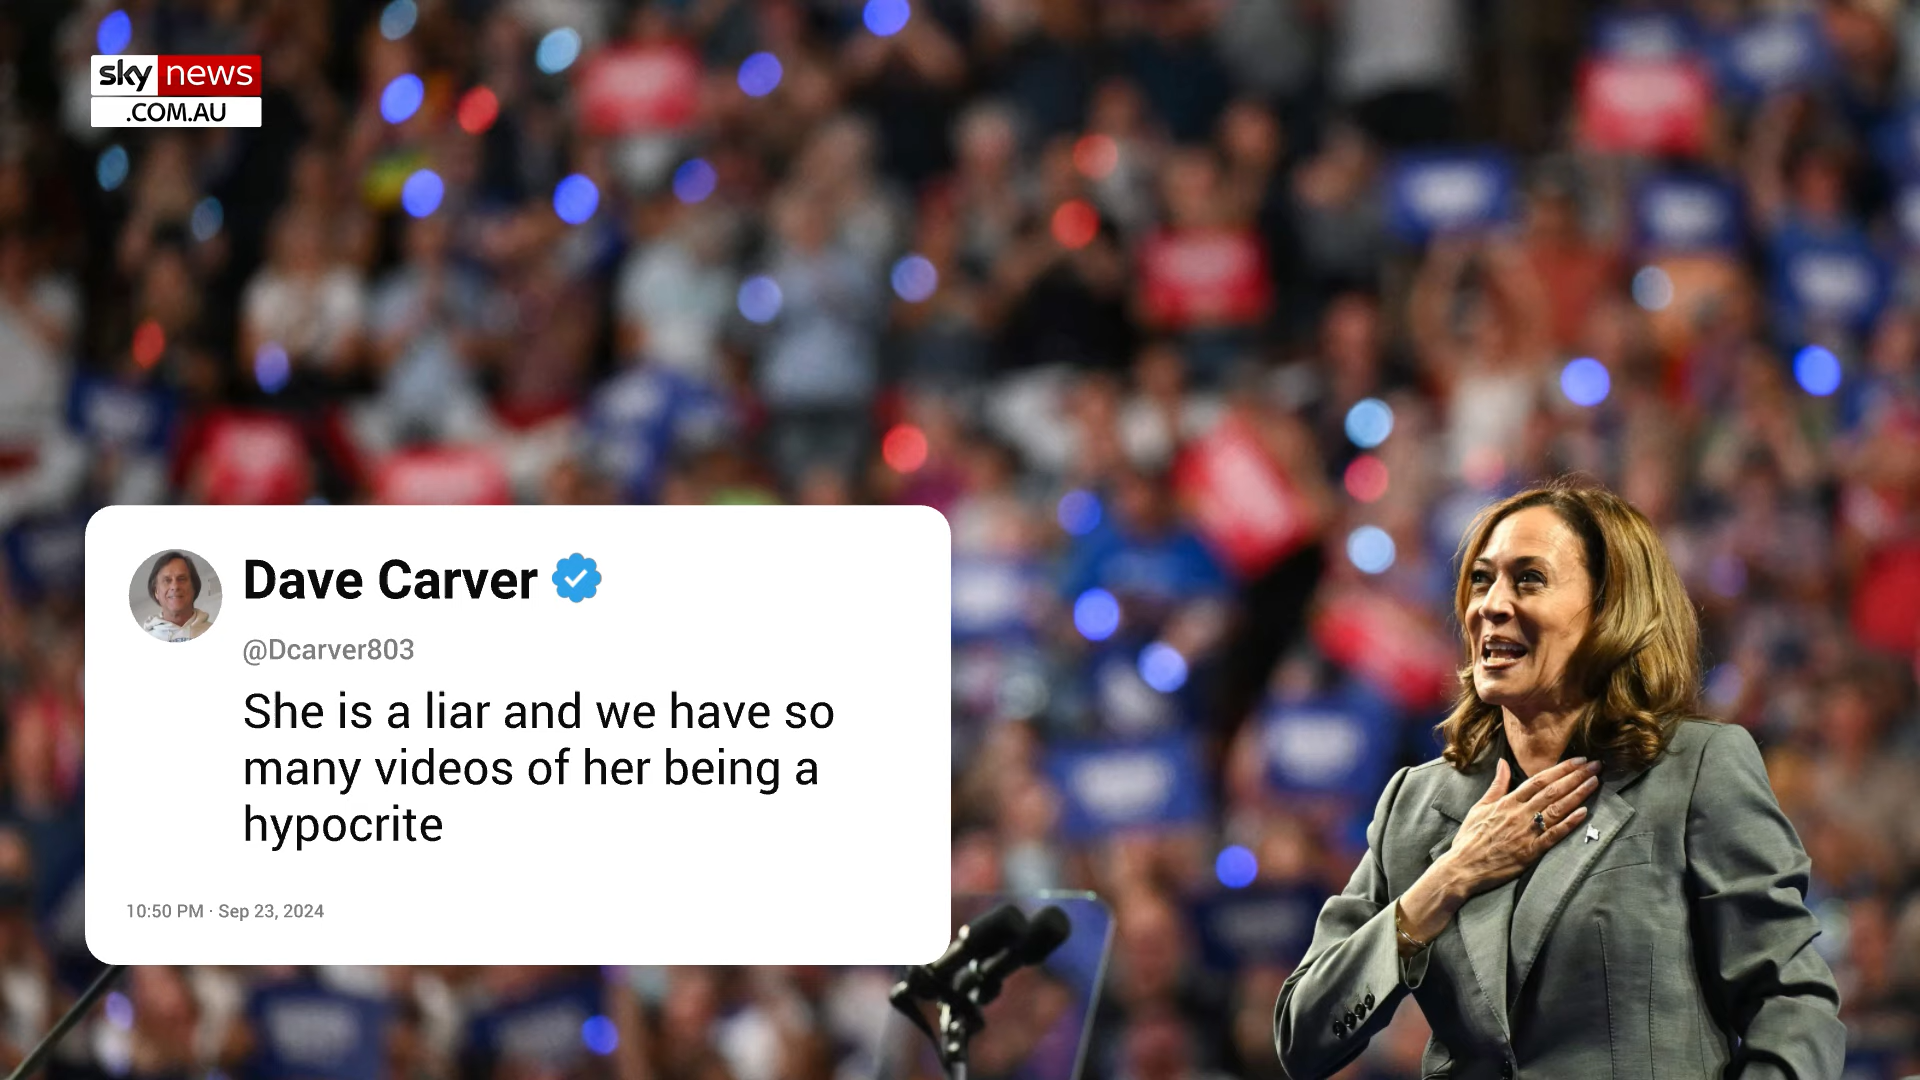 sky news
.COM.AU
Dave Carver
@Dcarver803
She is a liar and we have so
many videos of her being a
hypocrite
10:50 PM · Sep 23, 2024